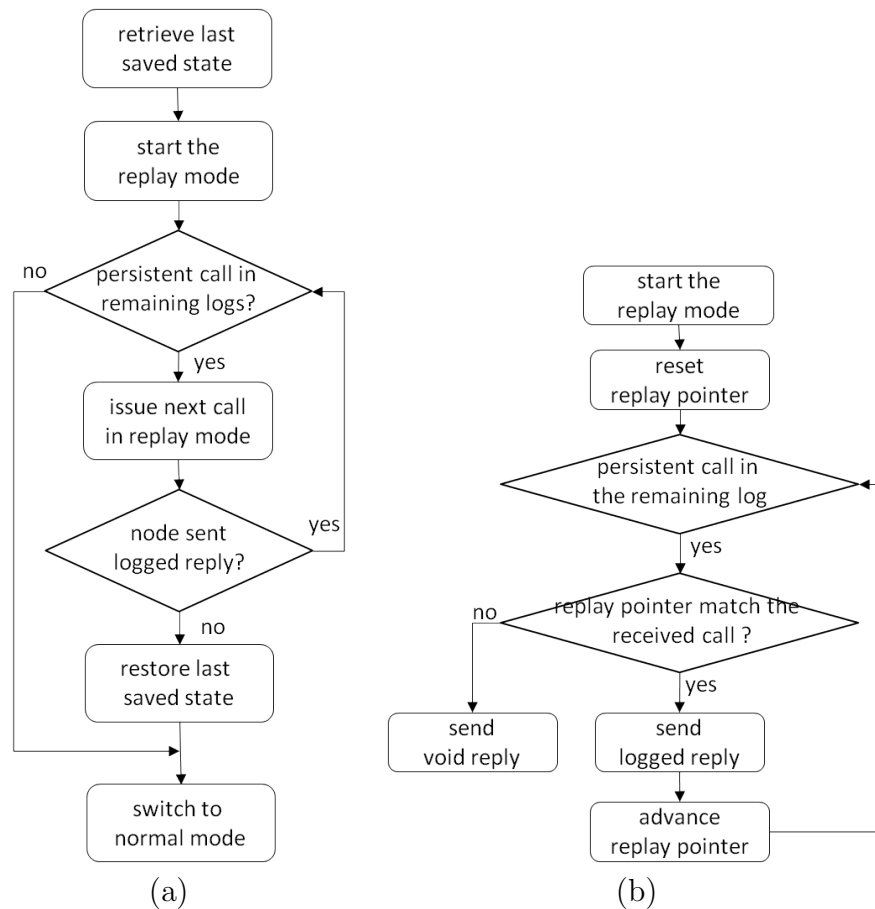 retrieve last
saved state
start the
replay mode
no
persistent call in
remaining logs?
yes
issue next call
in replay mode
node sent
logged reply?
yes
no
restore last
saved state
switch to
normal mode
(a)
start the
replay mode
reset
replay pointer
persistent call in
the remaining log
yes
replay pointer match the
received call ?
no
yes
send
void reply
send
logged reply
advance
replay pointer
(b)